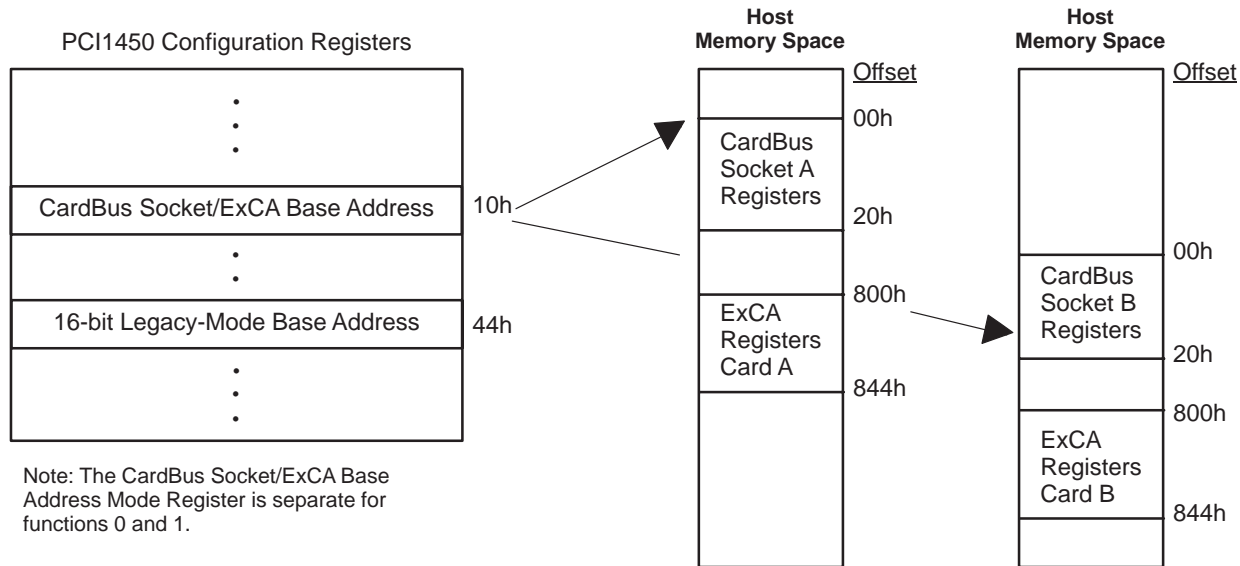 PCI1450 Configuration Registers
CardBus Socket/ExCA Base Address
10h
16-bit Legacy-Mode Base Address
44h
Note: The CardBus Socket/ExCA Base
Address Mode Register is separate for
functions 0 and 1.
Host
Memory Space
Offset
00h
CardBus
Socket A
Registers
20h
800h
ExCA
Registers
Card A
844h
Host
Memory Space
Offset
00h
CardBus
Socket B
Registers
20h
800h
ExCA
Registers
Card B
844h